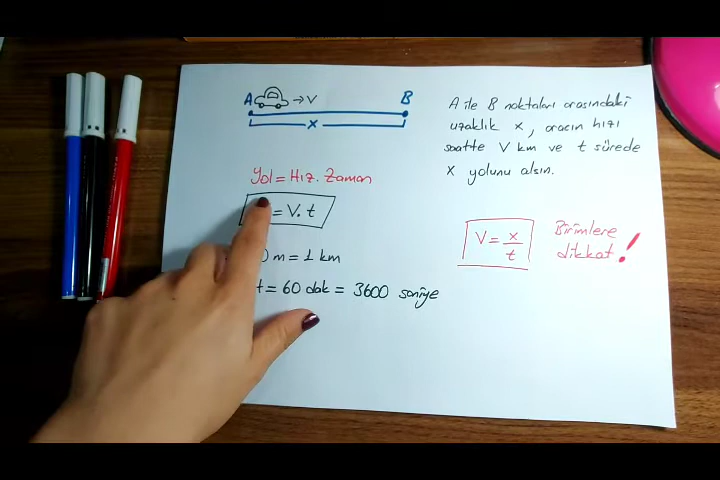 A → V B
x
A ile B noktaları arasındaki
uzaklık x, aracın hızı
saatte V km ve t sürede
x yolunu alsın.
Yol = Hız. Zaman
= V. t
V = x/t
Birimlere
dikkat!
0 m = 1 km
t = 60 dak = 3600 saniye